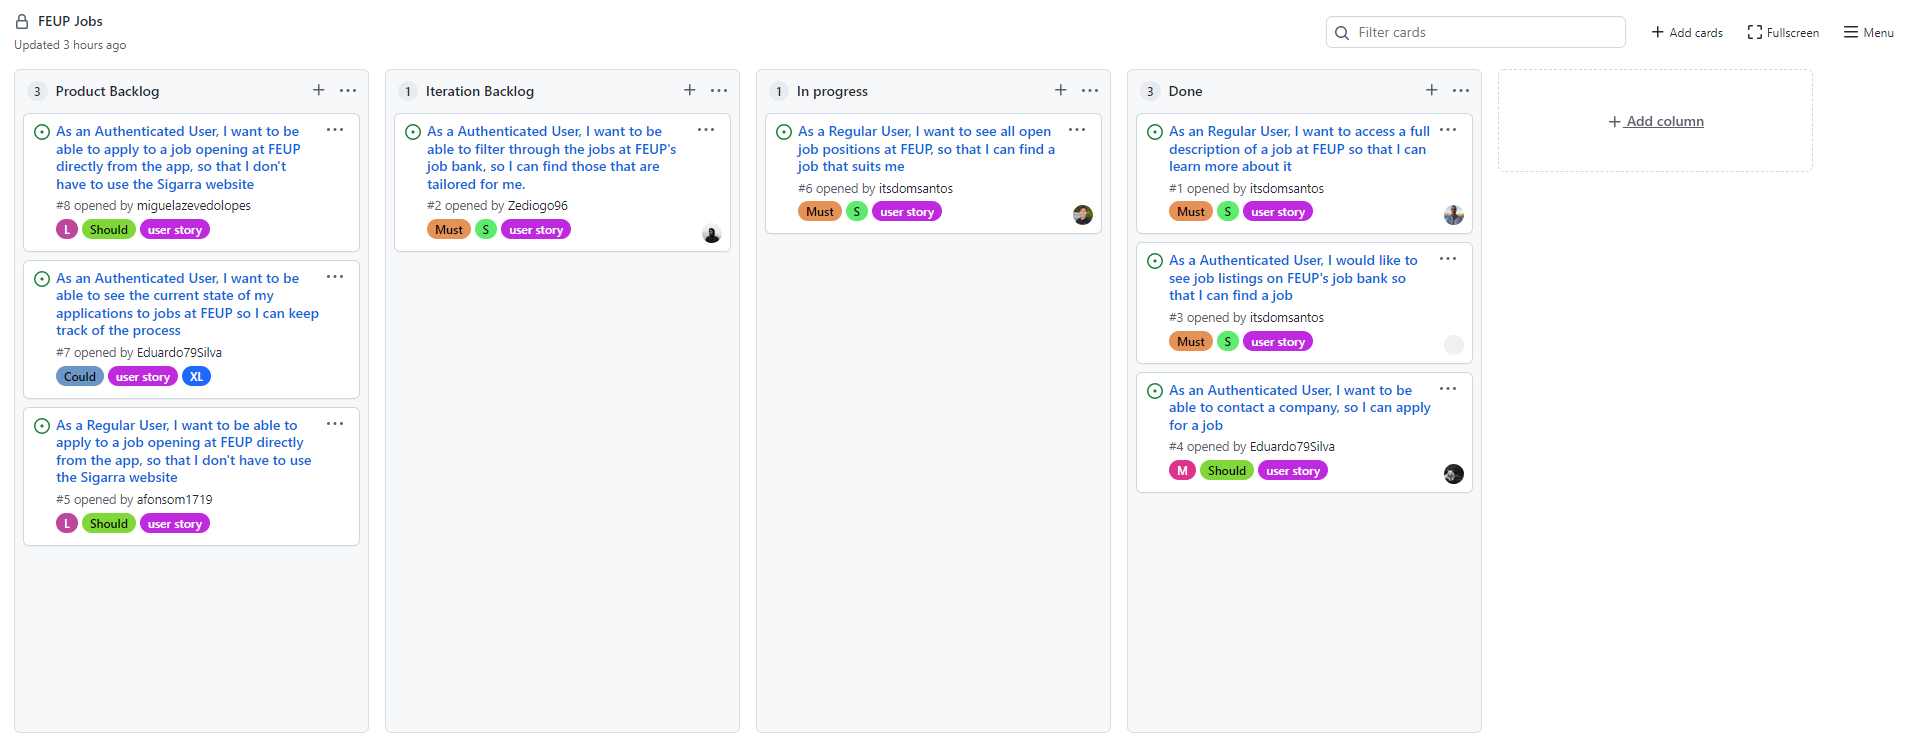 FEUP Jobs
Updated 3 hours ago
Filter cards
Add cards
Fullscreen
Menu
3 Product Backlog
As an Authenticated User, I want to be
able to apply to a job opening at FEUP
directly from the app, so that I don't
have to use the Sigarra website
#8 opened by miguelazevedolopes
L Should user story
As an Authenticated User, I want to be
able to see the current state of my
applications to jobs at FEUP so I can keep
track of the process
#7 opened by Eduardo79Silva
Could user story XL
As a Regular User, I want to be able to
apply to a job opening at FEUP directly
from the app, so that I don't have to use
the Sigarra website
#5 opened by afonsom1719
L Should user story
1 Iteration Backlog
As a Authenticated User, I want to be
able to filter through the jobs at FEUP's
job bank, so I can find those that are
tailored for me.
#2 opened by Zediogo96
Must S user story
1 In progress
As a Regular User, I want to see all open
job positions at FEUP, so that I can find a
job that suits me
#6 opened by itsdomsantos
Must S user story
3 Done
As an Regular User, I want to access a full
description of a job at FEUP so that I can
learn more about it
#1 opened by itsdomsantos
Must S user story
As a Authenticated User, I would like to
see job listings on FEUP's job bank so
that I can find a job
#3 opened by itsdomsantos
Must S user story
As an Authenticated User, I want to be
able to contact a company, so I can apply
for a job
#4 opened by Eduardo79Silva
M Should user story
Add column